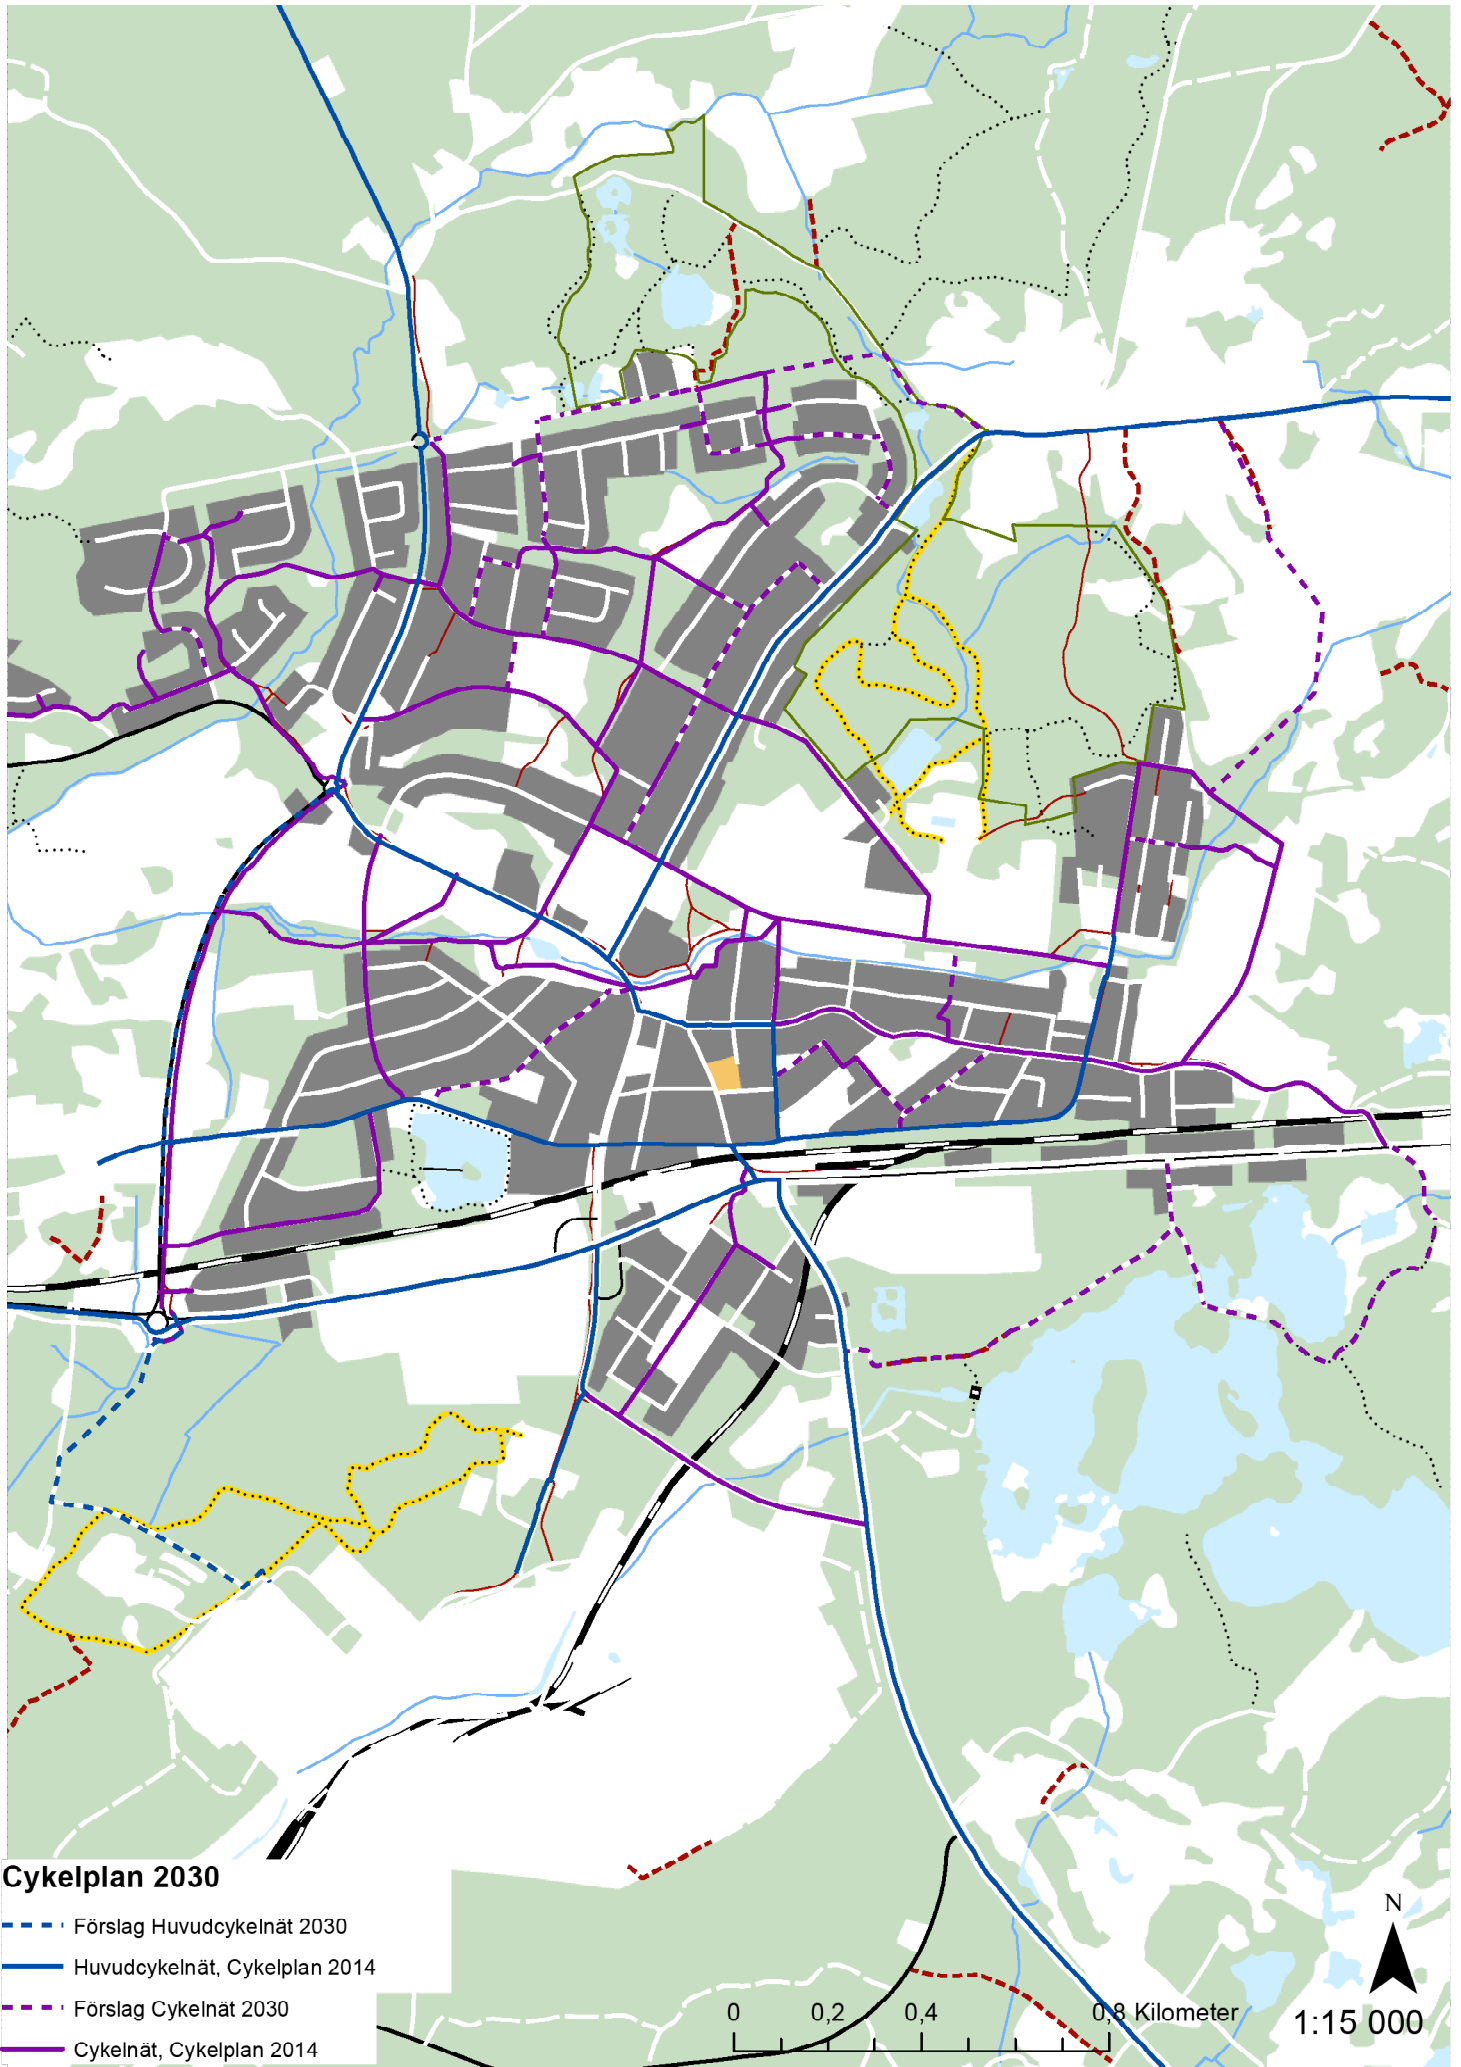 Cykelplan 2030
Förslag Huvudcykelnät 2030
Huvudcykelnät, Cykelplan 2014
Förslag Cykelnät 2030
Cykelnät, Cykelplan 2014
0 0,2 0,4 0,8 Kilometer
N
1:15 000